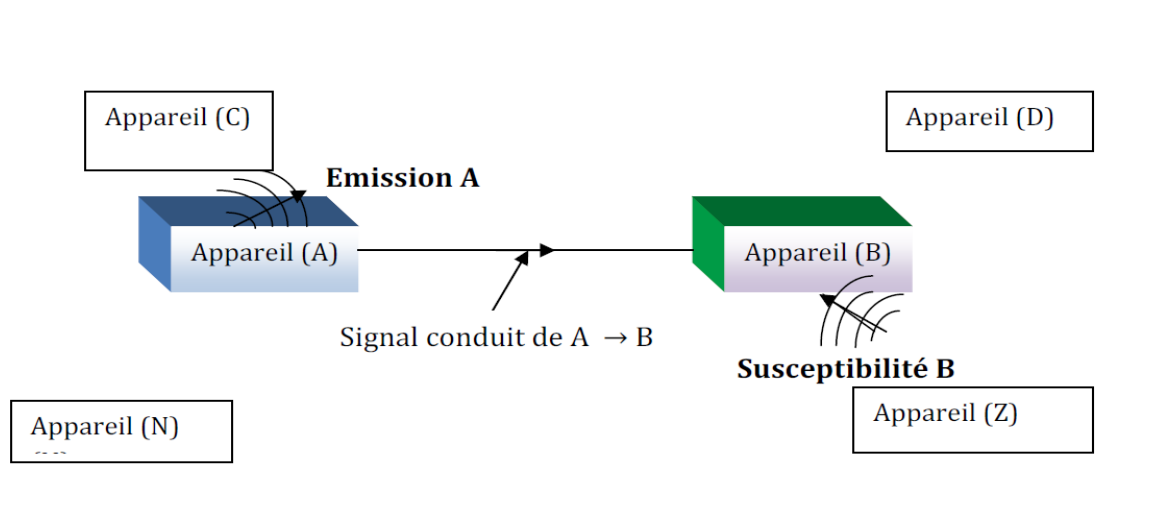 Appareil (C)
Appareil (D)
Emission A
Appareil (A)
Appareil (B)
Signal conduit de A → B
Susceptibilité B
Appareil (N)
Appareil (Z)